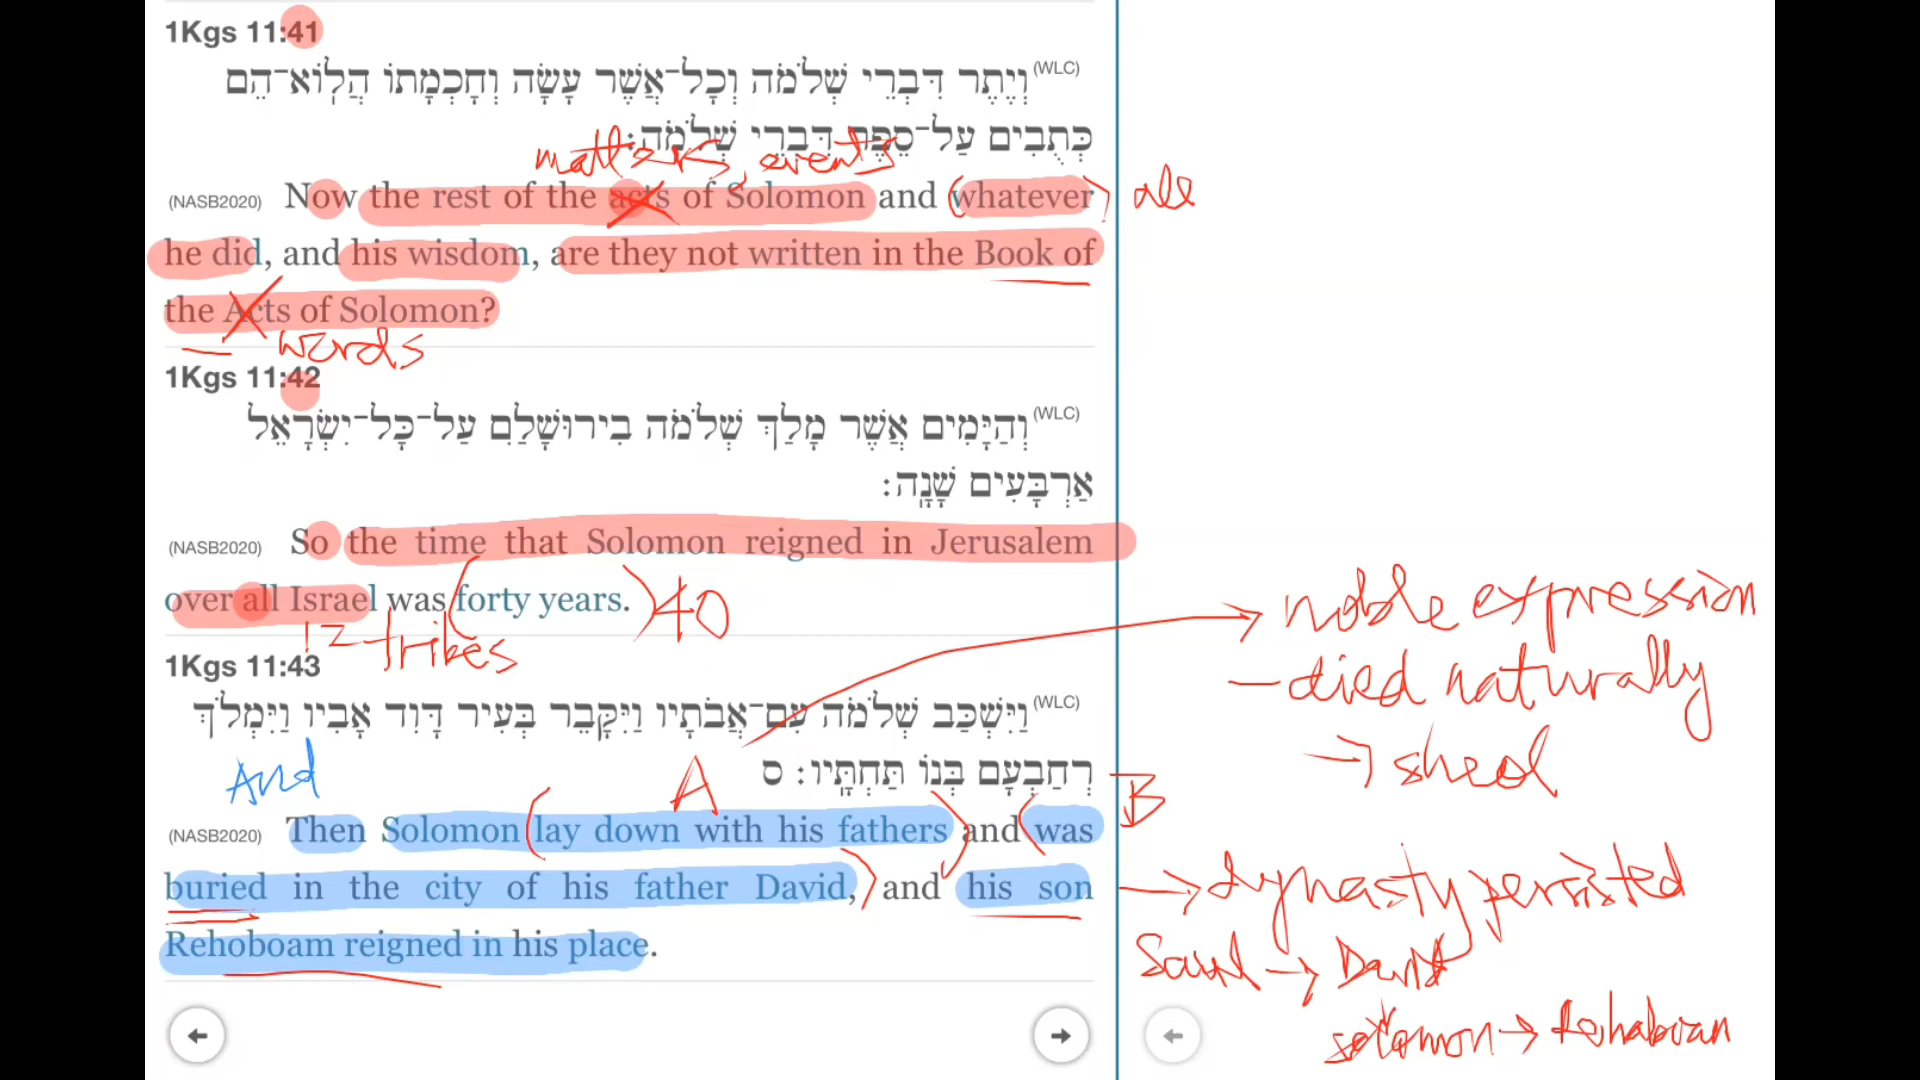 1Kgs 11:41
וְיֶתֶר דִּבְרֵי שְׁלֹמֹה וְכָל־אֲשֶׁר עָשָׂה וְחָכְמָתוֹ הֲלוֹא־הֵם (WLC)
כְּתֻבִים עַל־סֵפֶר דִּבְרֵי שְׁלֹמֹה׃
matters, events
(NASB2020) Now the rest of the acts of Solomon and (whatever) all
he did, and his wisdom, are they not written in the Book of
the Acts of Solomon?
words
1Kgs 11:42
וְהַיָּמִים אֲשֶׁר מָלַךְ שְׁלֹמֹה בִירוּשָׁלִַם עַל־כָּל־יִשְׂרָאֵל (WLC)
אַרְבָּעִים שָׁנָה׃
(NASB2020) So the time that Solomon reigned in Jerusalem
over all Israel was (forty years.) 40
12 tribes
1Kgs 11:43
וַיִּשְׁכַּב שְׁלֹמֹה עִם־אֲבֹתָיו וַיִּקָּבֵר בְּעִיר דָּוִד אָבִיו וַיִּמְלֹךְ (WLC)
רְחַבְעָם בְּנוֹ תַּחְתָּיו׃ ס
And
A
B
(NASB2020) Then Solomon (lay down with his fathers) and (was
buried in the city of his father David,) and his son
Rehoboam reigned in his place.
→ noble expression
- died naturally
→ sheol
→ dynasty persisted
Saul → David
solomon → Rehaboam